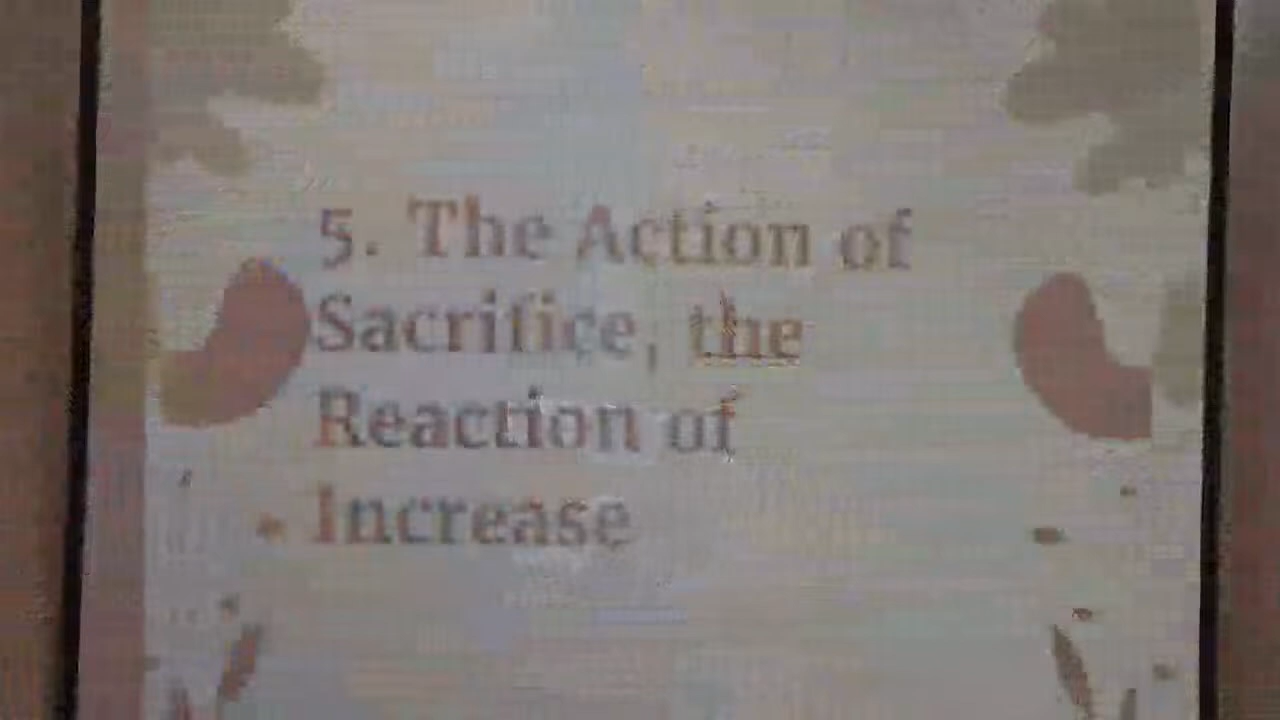 5. The Action of
Sacrifice, the
Reaction of
Increase